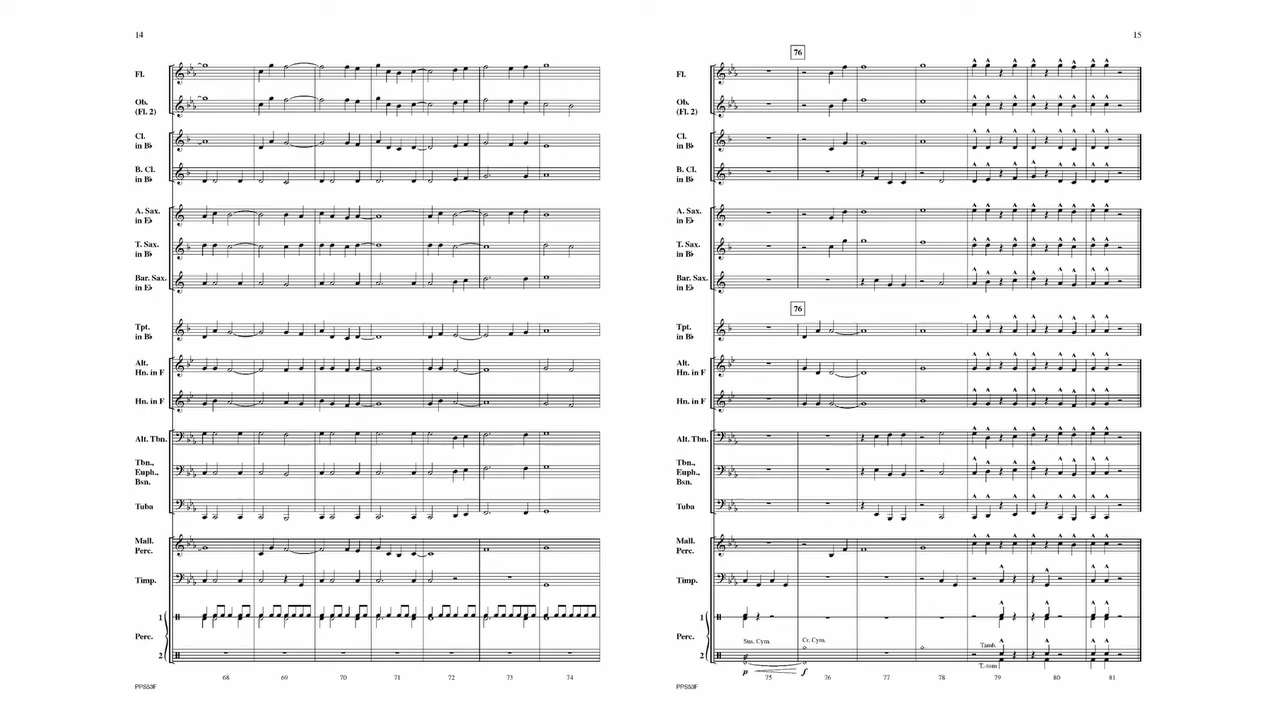 14
Fl.
Ob.
(Fl. 2)
Cl.
in B♭
B. Cl.
in B♭
A. Sax.
in E♭
T. Sax.
in B♭
Bar. Sax.
in E♭
Tpt.
in B♭
Alt.
Hn. in F
Hn. in F
Alt. Tbn.
Tbn.,
Euph.,
Bsn.
Tuba
Mall.
Perc.
Timp.
1
Perc.
2
68 69 70 71 72 73 74
PPS53F
15
76
Fl.
Ob.
(Fl. 2)
Cl.
in B♭
B. Cl.
in B♭
A. Sax.
in E♭
T. Sax.
in B♭
Bar. Sax.
in E♭
76
Tpt.
in B♭
Alt.
Hn. in F
Hn. in F
Alt. Tbn.
Tbn.,
Euph.,
Bsn.
Tuba
Mall.
Perc.
Timp.
1
Perc.
Sus. Cym. Cr. Cym. Tamb.
2
T.-tom
p f
75 76 77 78 79 80 81
PPS53F